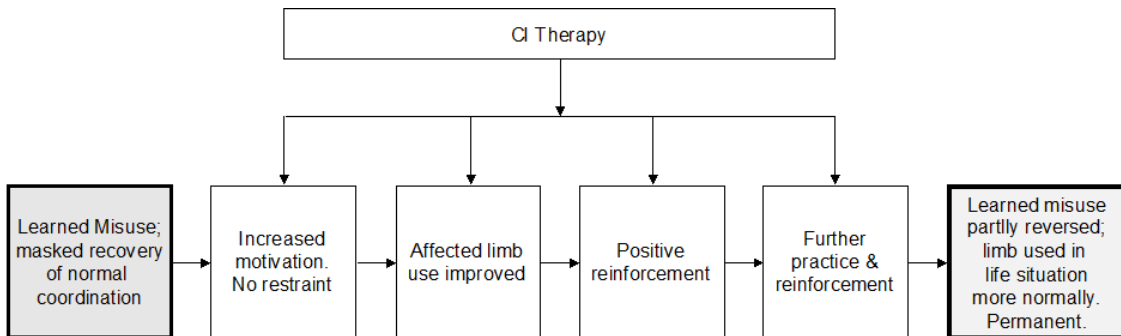 CI Therapy
Learned Misuse;
masked recovery
of normal
coordination
Increased
motivation.
No restraint
Affected limb
use improved
Positive
reinforcement
Further
practice &
reinforcement
Learned misuse
partlly reversed;
limb used in
life situation
more normally.
Permanent.